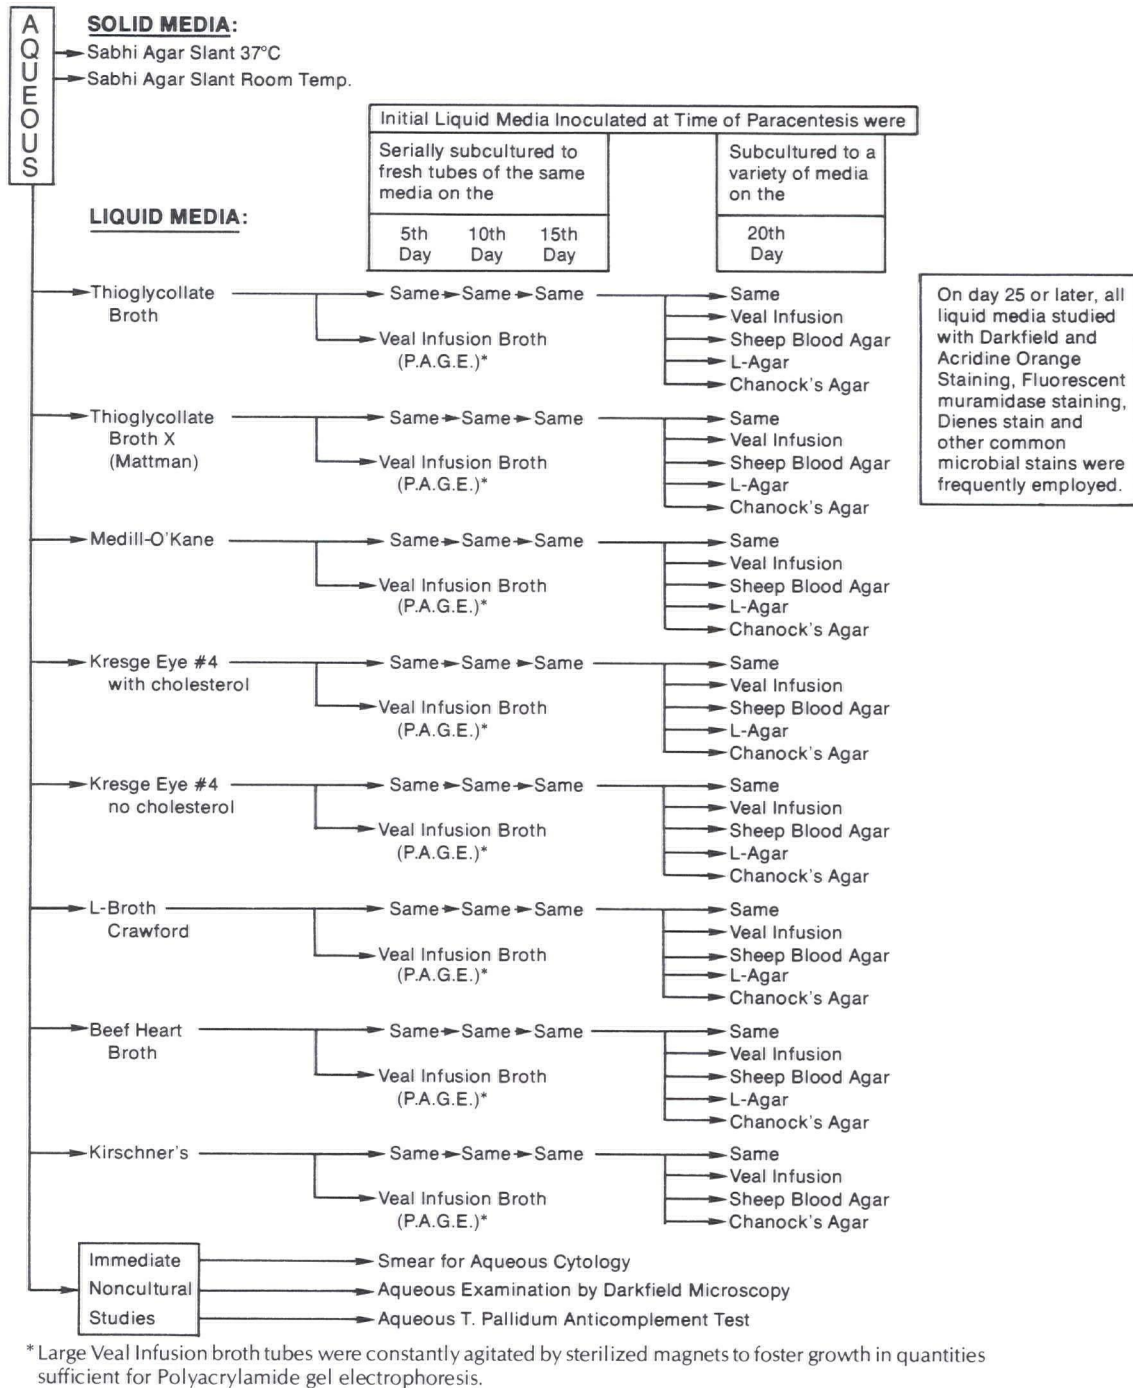 AQUEOUS
SOLID MEDIA:
Sabhi Agar Slant 37°C
Sabhi Agar Slant Room Temp.
Initial Liquid Media Inoculated at Time of Paracentesis were
Serially subcultured to
fresh tubes of the same
media on the
5th 10th 15th
Day Day Day
Subcultured to a
variety of media
on the
20th
Day
LIQUID MEDIA:
Thioglycollate
Broth
Same Same Same
Veal Infusion Broth
(P.A.G.E.)*
Same
Veal Infusion
Sheep Blood Agar
L-Agar
Chanock's Agar
Thioglycollate
Broth X
(Mattman)
Same Same Same
Veal Infusion Broth
(P.A.G.E.)*
Same
Veal Infusion
Sheep Blood Agar
L-Agar
Chanock's Agar
Medill-O'Kane
Same Same Same
Veal Infusion Broth
(P.A.G.E.)*
Same
Veal Infusion
Sheep Blood Agar
L-Agar
Chanock's Agar
Kresge Eye #4
with cholesterol
Same Same Same
Veal Infusion Broth
(P.A.G.E.)*
Same
Veal Infusion
Sheep Blood Agar
L-Agar
Chanock's Agar
Kresge Eye #4
no cholesterol
Same Same Same
Veal Infusion Broth
(P.A.G.E.)*
Same
Veal Infusion
Sheep Blood Agar
L-Agar
Chanock's Agar
L-Broth
Crawford
Same Same Same
Veal Infusion Broth
(P.A.G.E.)*
Same
Veal Infusion
Sheep Blood Agar
L-Agar
Chanock's Agar
Beef Heart
Broth
Same Same Same
Veal Infusion Broth
(P.A.G.E.)*
Same
Veal Infusion
Sheep Blood Agar
L-Agar
Chanock's Agar
Kirschner's
Same Same Same
Veal Infusion Broth
(P.A.G.E.)*
Same
Veal Infusion
Sheep Blood Agar
Chanock's Agar
On day 25 or later, all
liquid media studied
with Darkfield and
Acridine Orange
Staining, Fluorescent
muramidase staining,
Dienes stain and
other common
microbial stains were
frequently employed.
Immediate
Noncultural
Studies
Smear for Aqueous Cytology
Aqueous Examination by Darkfield Microscopy
Aqueous T. Pallidum Anticomplement Test
* Large Veal Infusion broth tubes were constantly agitated by sterilized magnets to foster growth in quantities
sufficient for Polyacrylamide gel electrophoresis.